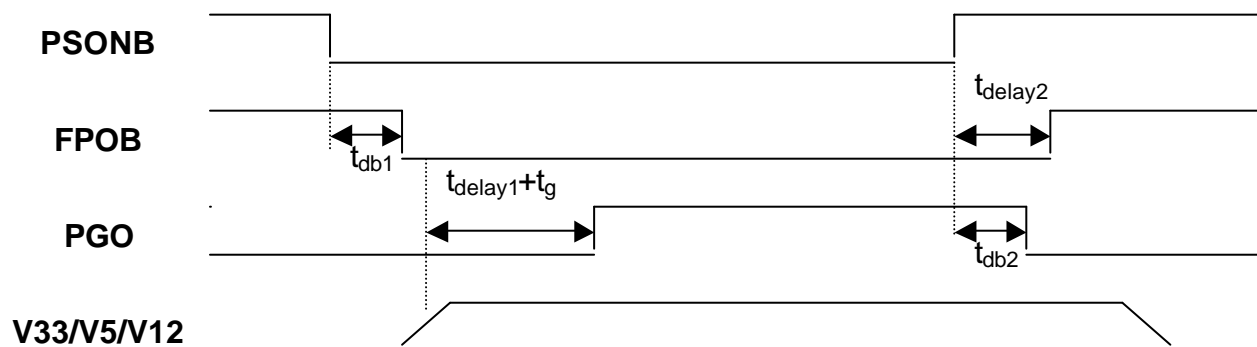 PSONB
t_delay2
FPOB
t_db1
t_delay1+t_g
PGO
t_db2
V33/V5/V12